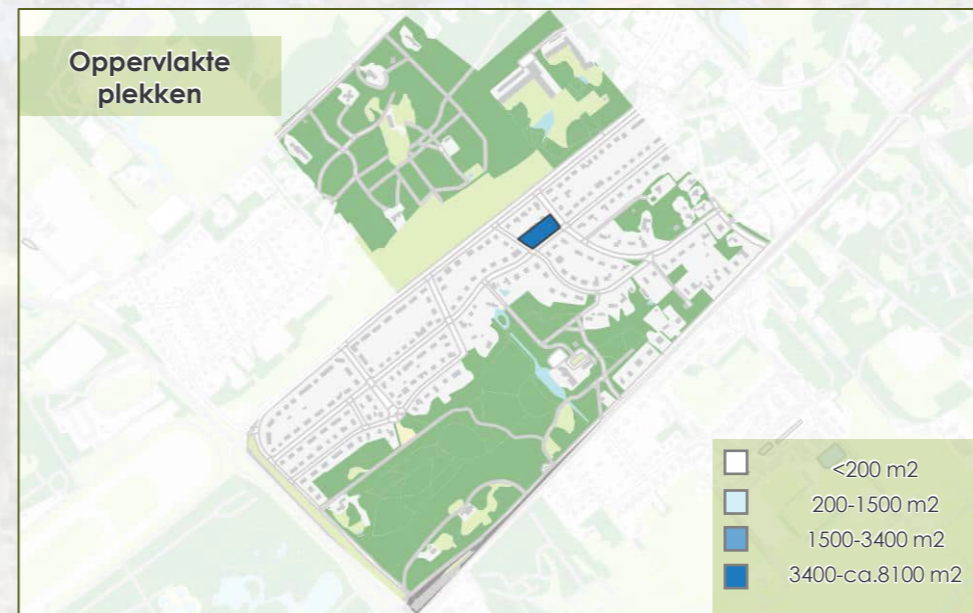 Oppervlakte
plekken
<200 m2
200-1500 m2
1500-3400 m2
3400-ca.8100 m2